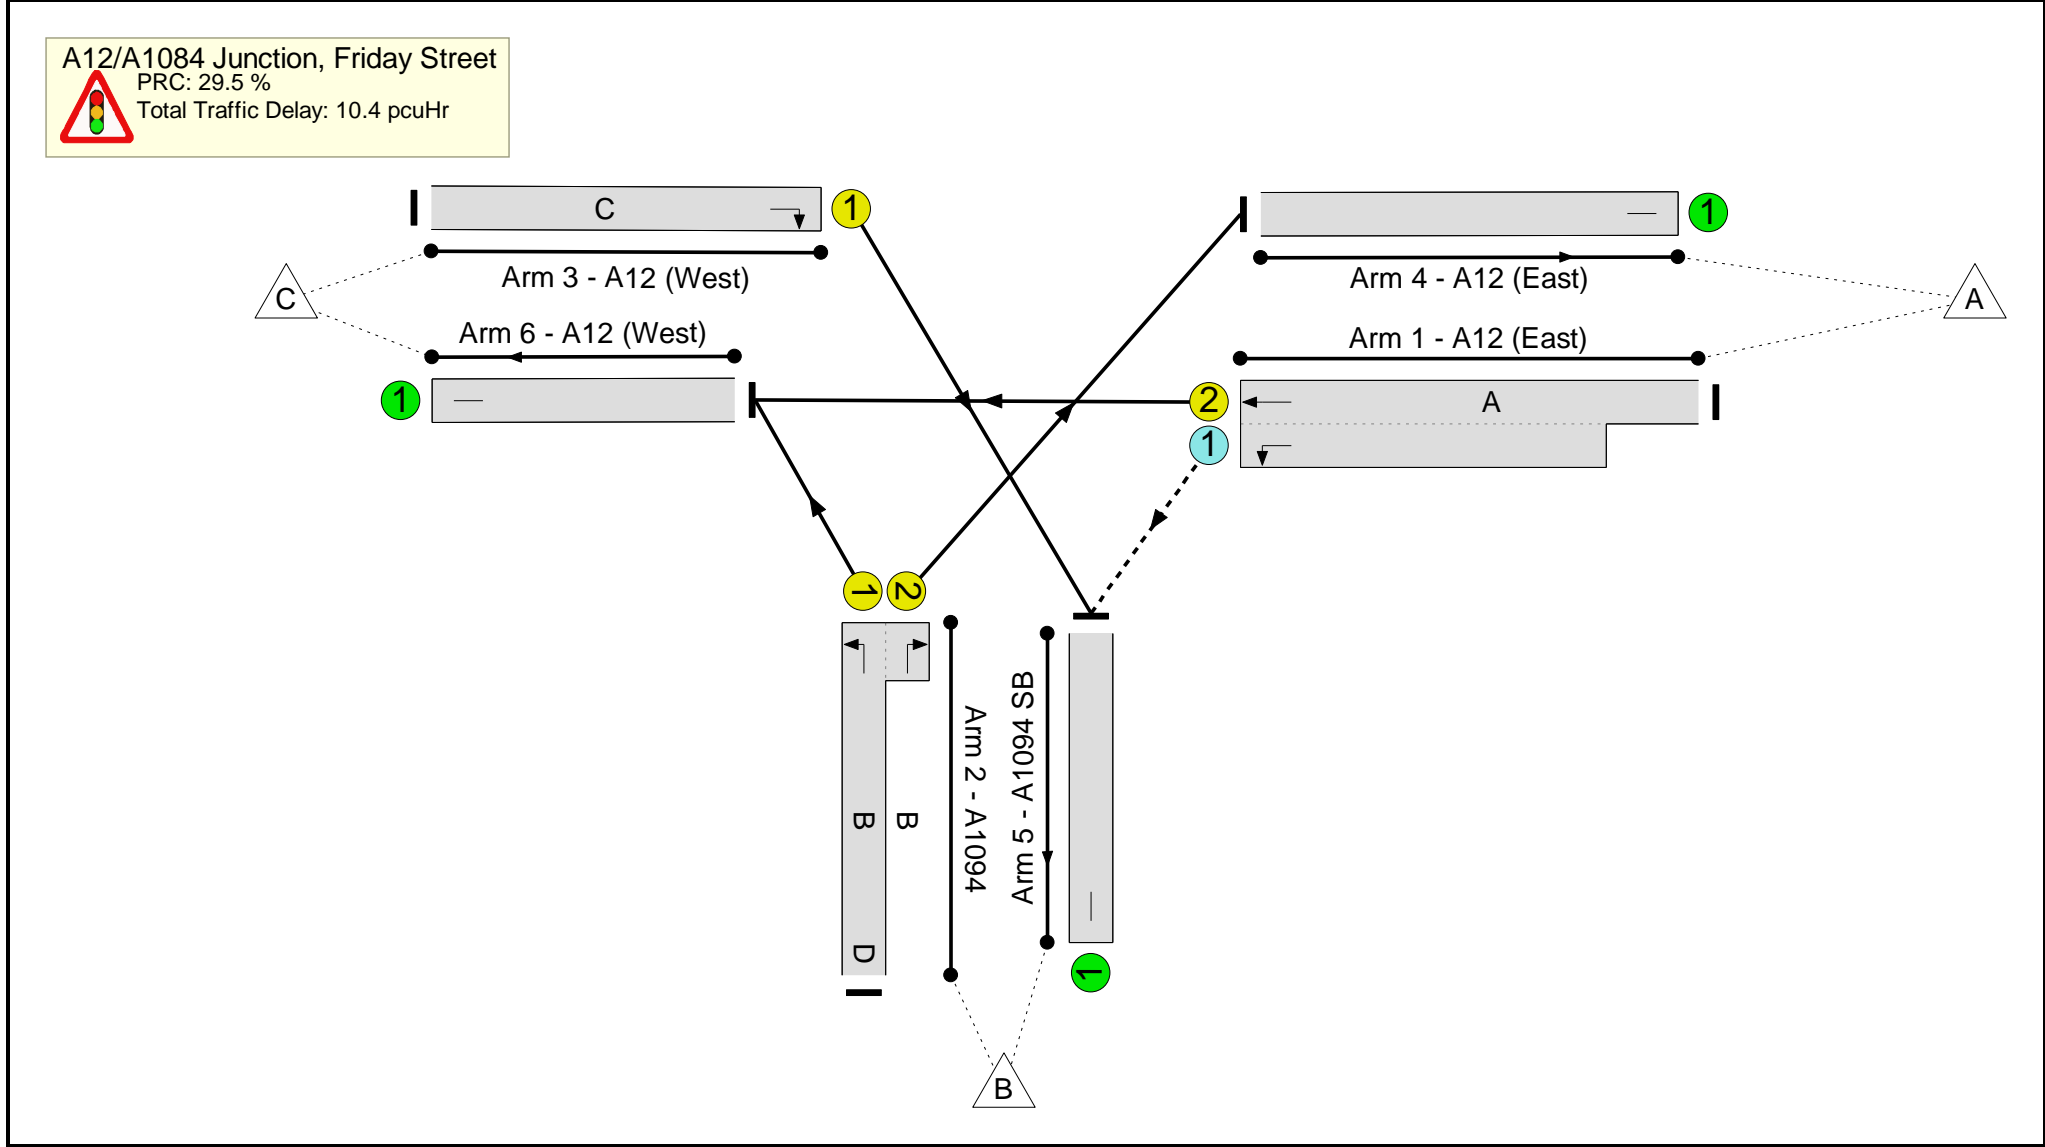 A12/A1084 Junction, Friday Street
PRC: 29.5 %
Total Traffic Delay: 10.4 pcuHr
C
1
1
Arm 3 - A12 (West)
Arm 4 - A12 (East)
C
A
Arm 6 - A12 (West)
Arm 1 - A12 (East)
1
2
A
1
1
2
Arm 2 - A1094
Arm 5 - A1094 SB
B
B
D
1
B